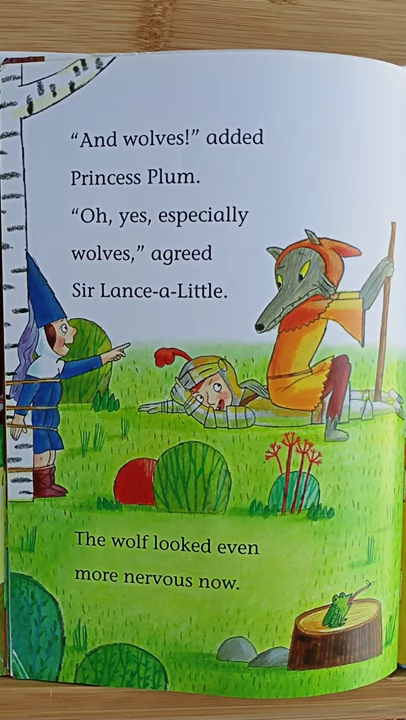 “And wolves!” added
Princess Plum.
“Oh, yes, especially
wolves,” agreed
Sir Lance-a-Little.
The wolf looked even
more nervous now.